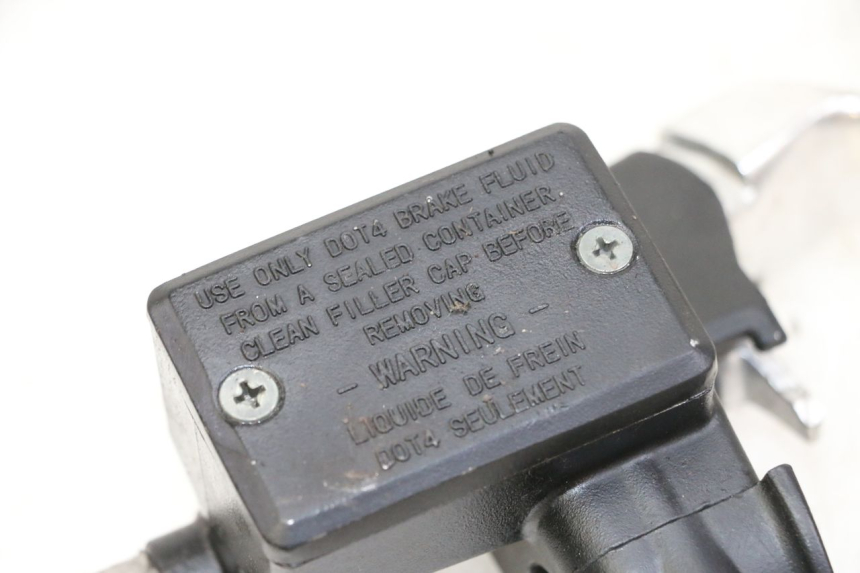 USE ONLY DOT4 BRAKE FLUID
FROM A SEALED CONTAINER.
CLEAN FILLER CAP BEFORE
REMOVING
- WARNING -
LIQUIDE DE FREIN
DOT4 SEULEMENT